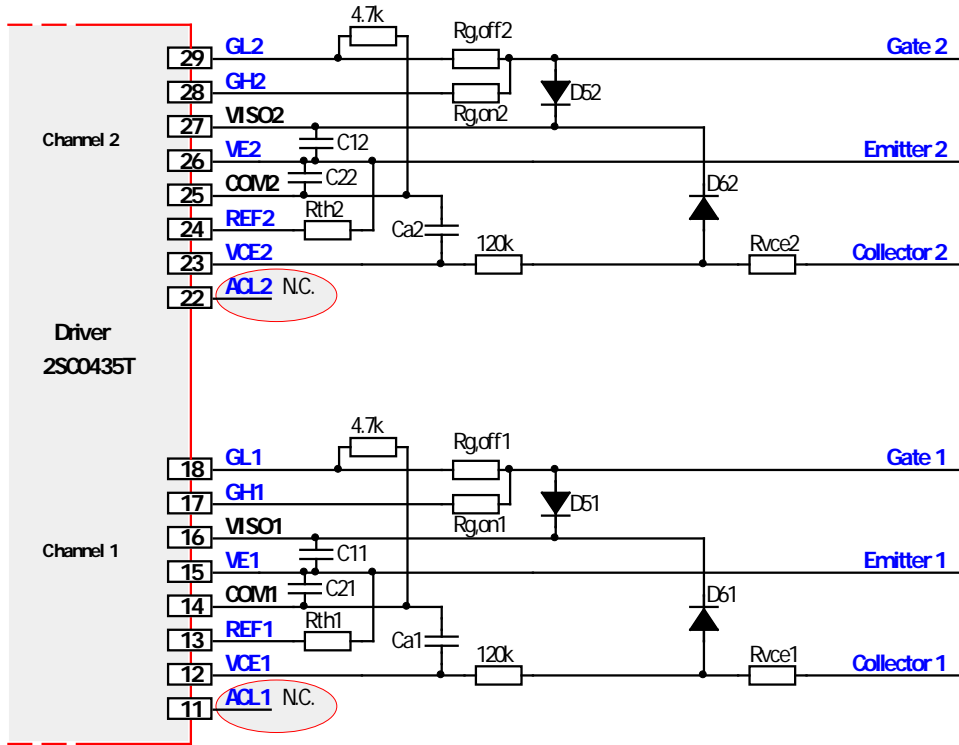 4.7k
Rg,off2
29 GL2 Gate 2
28 GH2 D52
Rg,on2
27 VISO2
Channel 2 C12
26 VE2 Emitter 2
C22 D62
25 COM2
24 REF2 Rth2 Ca2
120k Rvce2
23 VCE2 Collector 2
22 ACL2 N.C.
Driver
2SC0435T
4.7k
Rg,off1
18 GL1 Gate 1
17 GH1 D51
Rg,on1
16 VISO1
Channel 1 C11
15 VE1 Emitter 1
C21 D61
14 COM1
13 REF1 Rth1 Ca1
120k Rvce1
12 VCE1 Collector 1
11 ACL1 N.C.